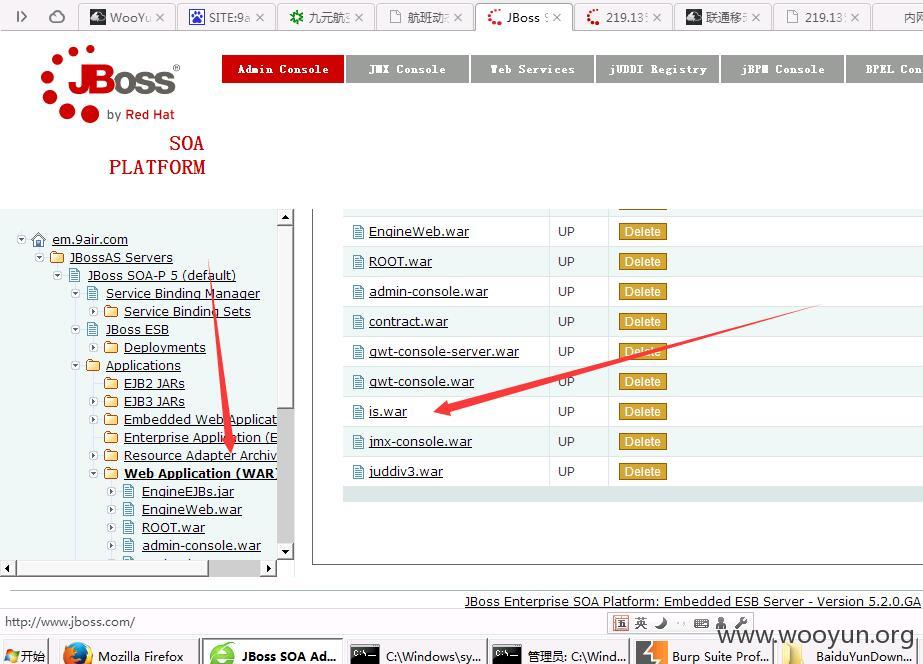 WooYu
SITE:9a
九元航
航班动
JBoss 9
219.13
联通移
219.13
内网
JBoss®
by Red Hat
SOA
PLATFORM
Admin Console
JMX Console
Web Services
jUDDI Registry
jBPM Console
BPEL Con
em.9air.com
JBossAS Servers
JBoss SOA-P 5 (default)
Service Binding Manager
Service Binding Sets
JBoss ESB
Deployments
Applications
EJB2 JARs
EJB3 JARs
Embedded Web Applicat
Enterprise Application (E
Resource Adapter Archiv
Web Application (WAR)
EngineEJBs.jar
EngineWeb.war
ROOT.war
admin-console.war
EngineWeb.war UP Delete
ROOT.war UP Delete
admin-console.war UP Delete
contract.war UP Delete
gwt-console-server.war UP Delete
gwt-console.war UP Delete
is.war UP Delete
jmx-console.war UP Delete
juddiv3.war UP Delete
JBoss Enterprise SOA Platform: Embedded ESB Server - Version 5.2.0.GA
http://www.jboss.com/
五 英
www.wooyun.org
开始
Mozilla Firefox
JBoss SOA Ad...
C:\Windows\sy...
管理员: C:\Wind...
Burp Suite Prof...
BaiduYunDown...